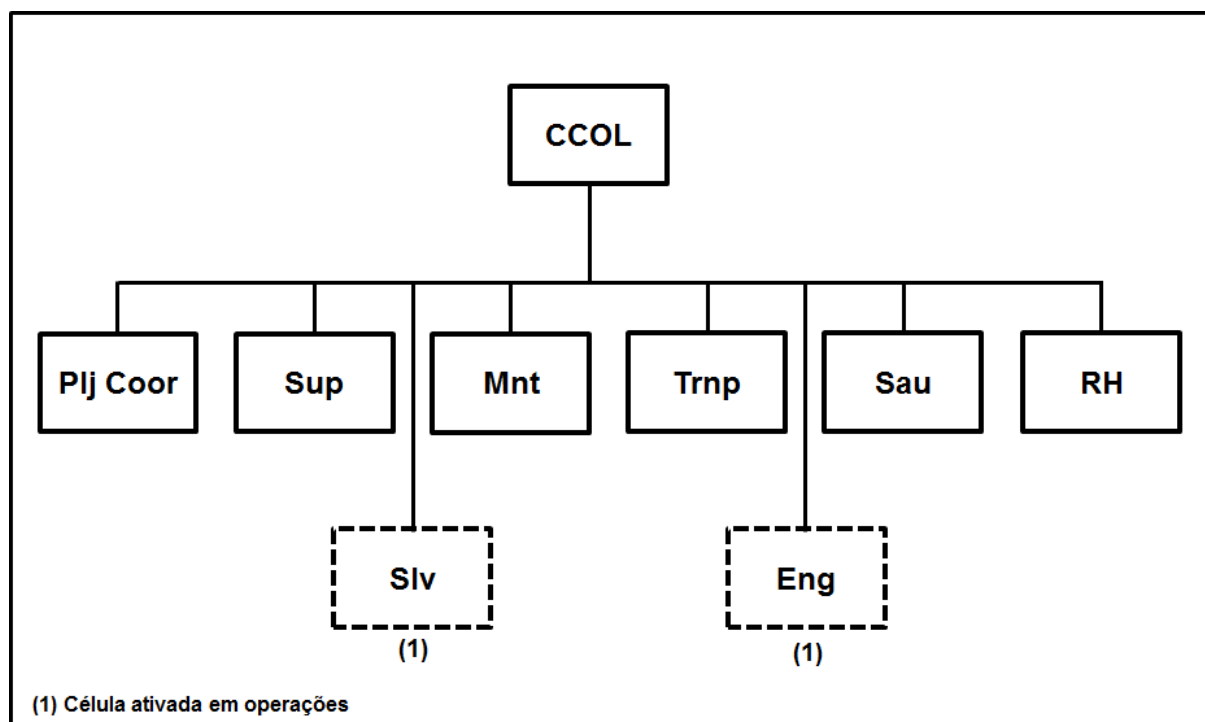 CCOL
Plj Coor
Sup
Mnt
Trnp
Sau
RH
Slv
Eng
(1)
(1)
(1) Célula ativada em operações